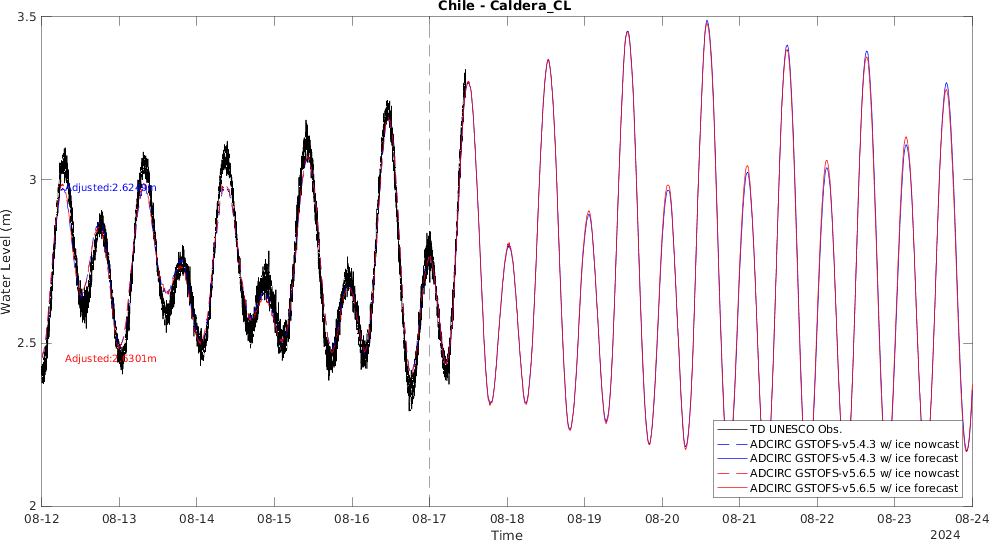 Chile - Caldera_CL
3.5
3
2.5
2
Water Level (m)
Adjusted:2.6249m
Adjusted:2.6301m
TD UNESCO Obs.
ADCIRC GSTOFS-v5.4.3 w/ ice nowcast
ADCIRC GSTOFS-v5.4.3 w/ ice forecast
ADCIRC GSTOFS-v5.6.5 w/ ice nowcast
ADCIRC GSTOFS-v5.6.5 w/ ice forecast
08-12 08-13 08-14 08-15 08-16 08-17 08-18 08-19 08-20 08-21 08-22 08-23 08-24
Time
2024